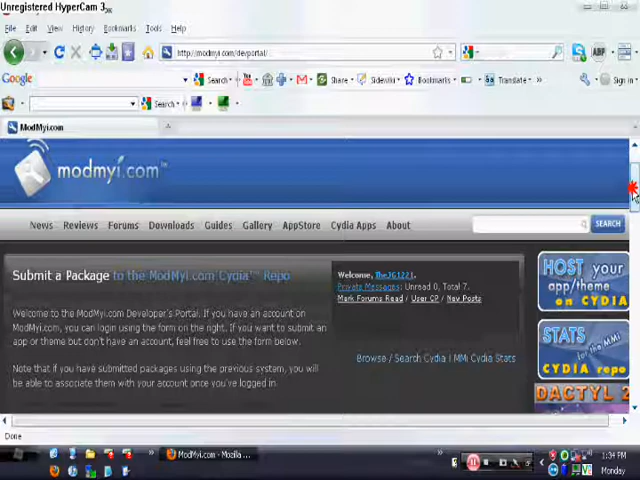 Unregistered HyperCam 3
File Edit View History Bookmarks Tools Help
http://modmyi.com/devportal/
ABP
Google Search Share Sidewiki Bookmarks Translate » Sign In
Search
ModMyi.com
modmyi.com™
News Reviews Forums Downloads Guides Gallery AppStore Cydia Apps About SEARCH
Submit a Package to the ModMyi.com Cydia™ Repo
Welcome, TheJG1221.
Private Messages: Unread 0, Total 7.
Mark Forums Read / User CP / New Posts
Welcome to the ModMyi.com Developer's Portal. If you have an account on
ModMyi.com, you can login using the form on the right. If you want to submit an
app or theme but don't have an account, feel free to use the form below.
Browse / Search Cydia | MMi Cydia Stats
Note that if you have submitted packages using the previous system, you will
be able to associate them with your account once you've logged in.
HOST your
app/theme
on CYDIA
STATS
for the MMi
CYDIA repo
DACTYL 2
Done
ModMyi.com - Mozilla ...
1:34 PM
Monday